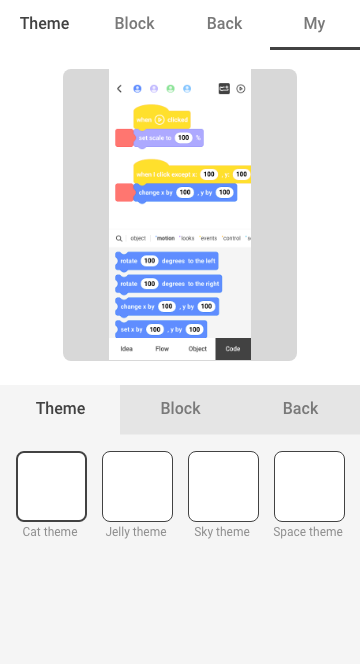 Theme Block Back My
when clicked
set scale to 100 %
when I click except x: 100 , y: 100
change x by 100 , y by 100
object motion looks events control
rotate 100 degrees to the left
rotate 100 degrees to the right
change x by 100 , y by 100
set x by 100 , y by 100
Idea Flow Object Code
Theme Block Back
Cat theme Jelly theme Sky theme Space theme